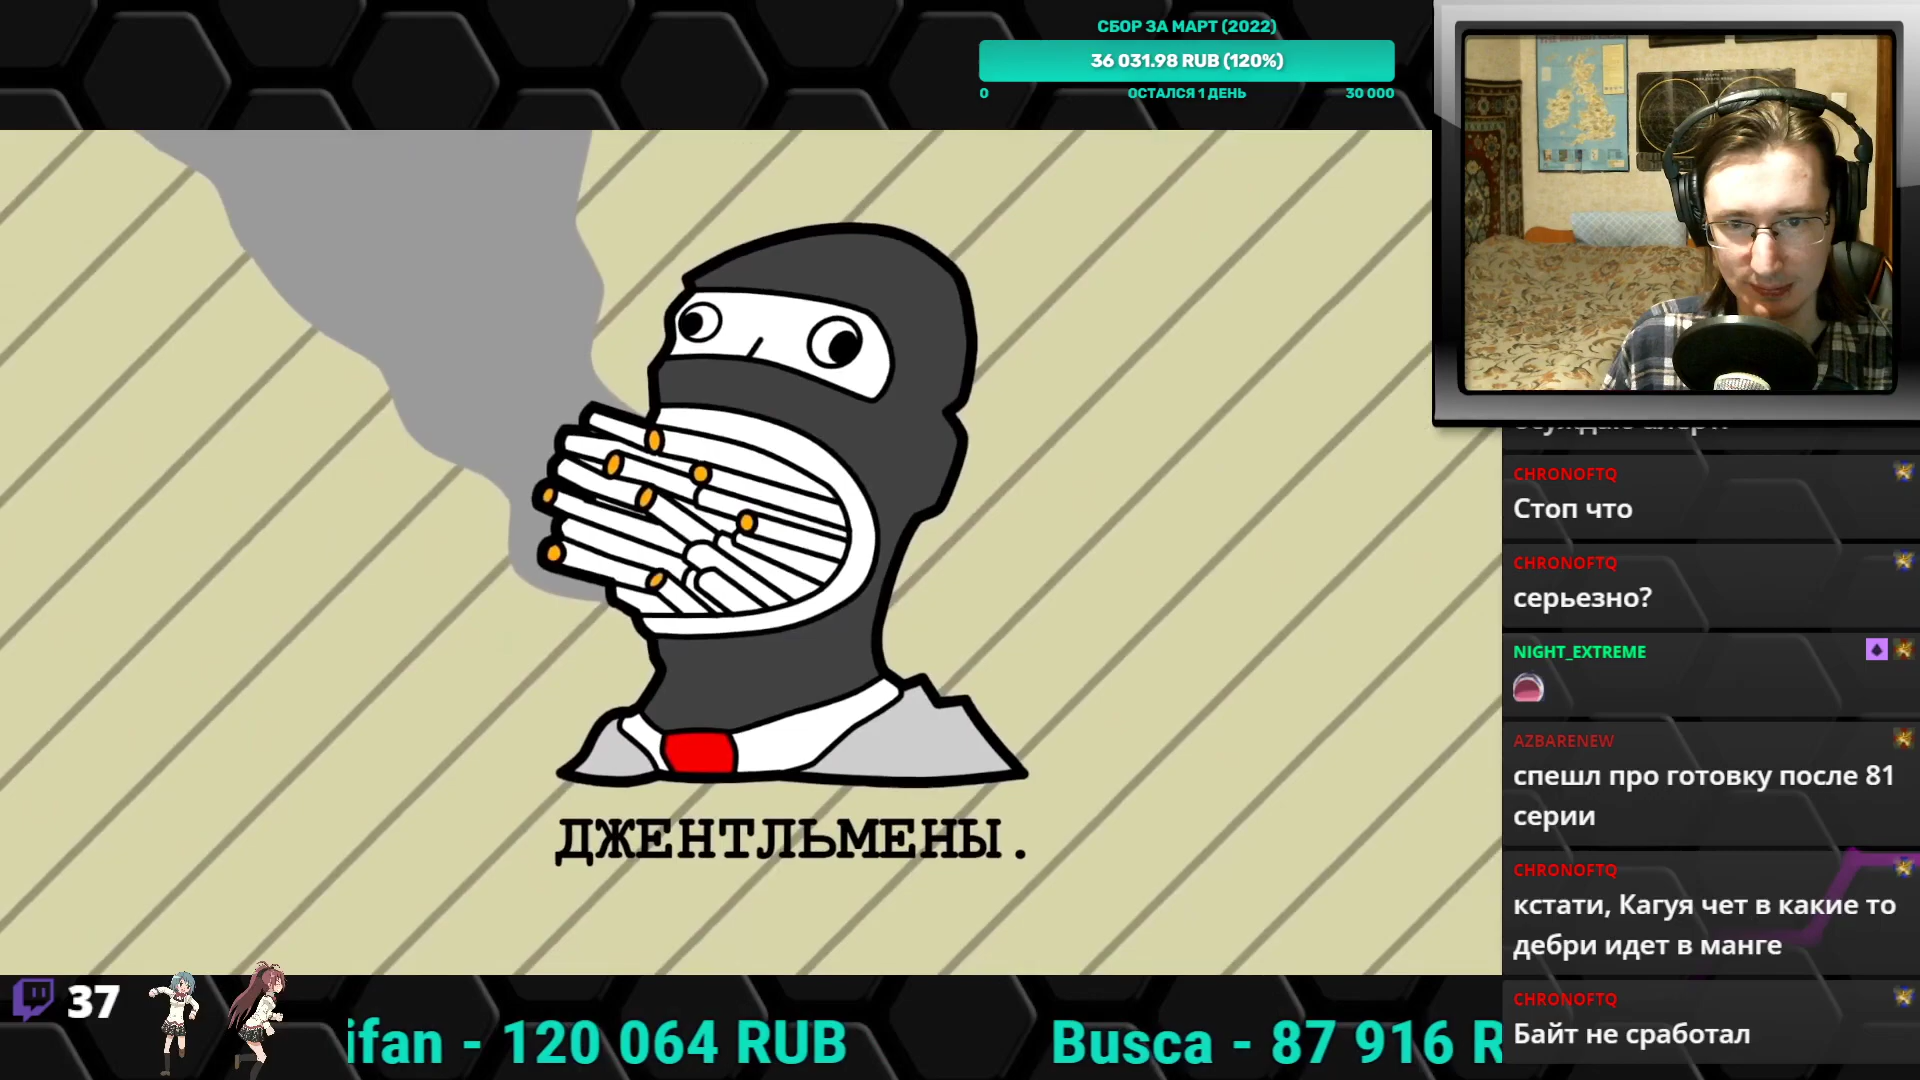 СБОР ЗА МАРТ (2022)
36 031.98 RUB (120%)
0 ОСТАЛСЯ 1 ДЕНЬ 30 000
ДЖЕНТЛЬМЕНЫ.
CHRONOFTQ
Стоп что
CHRONOFTQ
серьезно?
NIGHT_EXTREME
AZBARENEW
спешл про готовку после 81
серии
CHRONOFTQ
кстати, Кагуя чет в какие то
дебри идет в манге
CHRONOFTQ
Байт не сработал
37
ifan - 120 064 RUB
Busca - 87 916 R